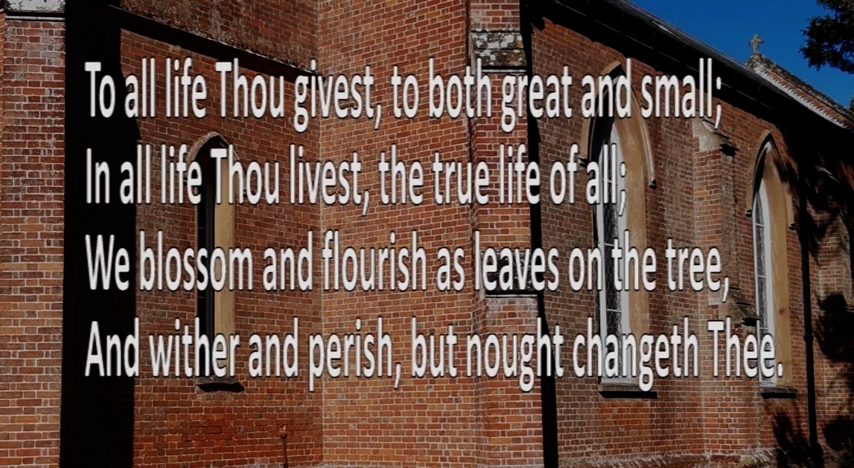 To all life Thou givest, to both great and small;
In all life Thou livest, the true life of all;
We blossom and flourish as leaves on the tree,
And wither and perish, but nought changeth Thee.